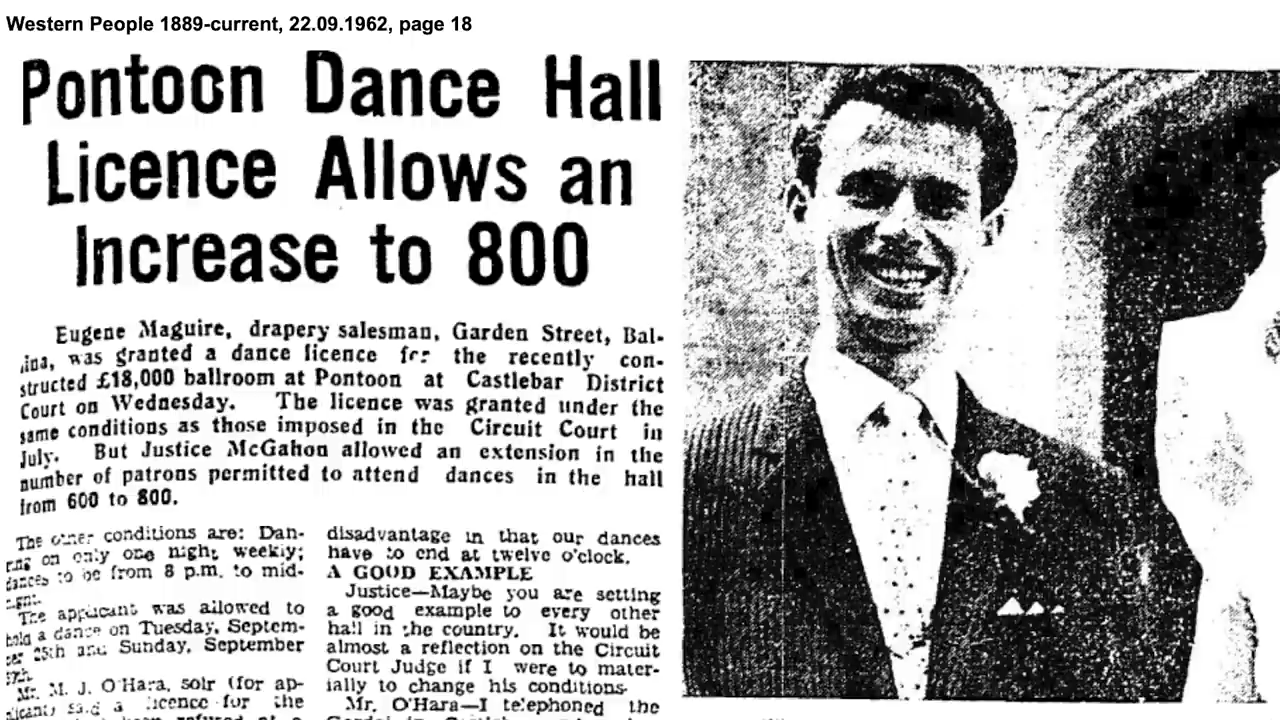 Western People 1889-current, 22.09.1962, page 18
Pontoon Dance Hall
Licence Allows an
Increase to 800
Eugene Maguire, drapery salesman, Garden Street, Bal-
lina, was granted a dance licence for the recently con-
structed £18,000 ballroom at Pontoon at Castlebar District
Court on Wednesday. The licence was granted under the
same conditions as those imposed in the Circuit Court in
July. But Justice McGahon allowed an extension in the
number of patrons permitted to attend dances in the hall
from 600 to 800.
The other conditions are: Dan-
cing on only one night weekly;
dances to be from 8 p.m. to mid-
night.
The applicant was allowed to
hold a dance on Tuesday, Septem-
ber 25th and Sunday, September
Mr. M. J. O'Hara, solr (for ap-
plicant) said a licence for the
disadvantage in that our dances
have to end at twelve o'clock.
A GOOD EXAMPLE
Justice—Maybe you are setting
a good example to every other
hall in the country. It would be
almost a reflection on the Circuit
Court Judge if I were to mater-
ially to change his conditions.
Mr. O'Hara—I telephoned the